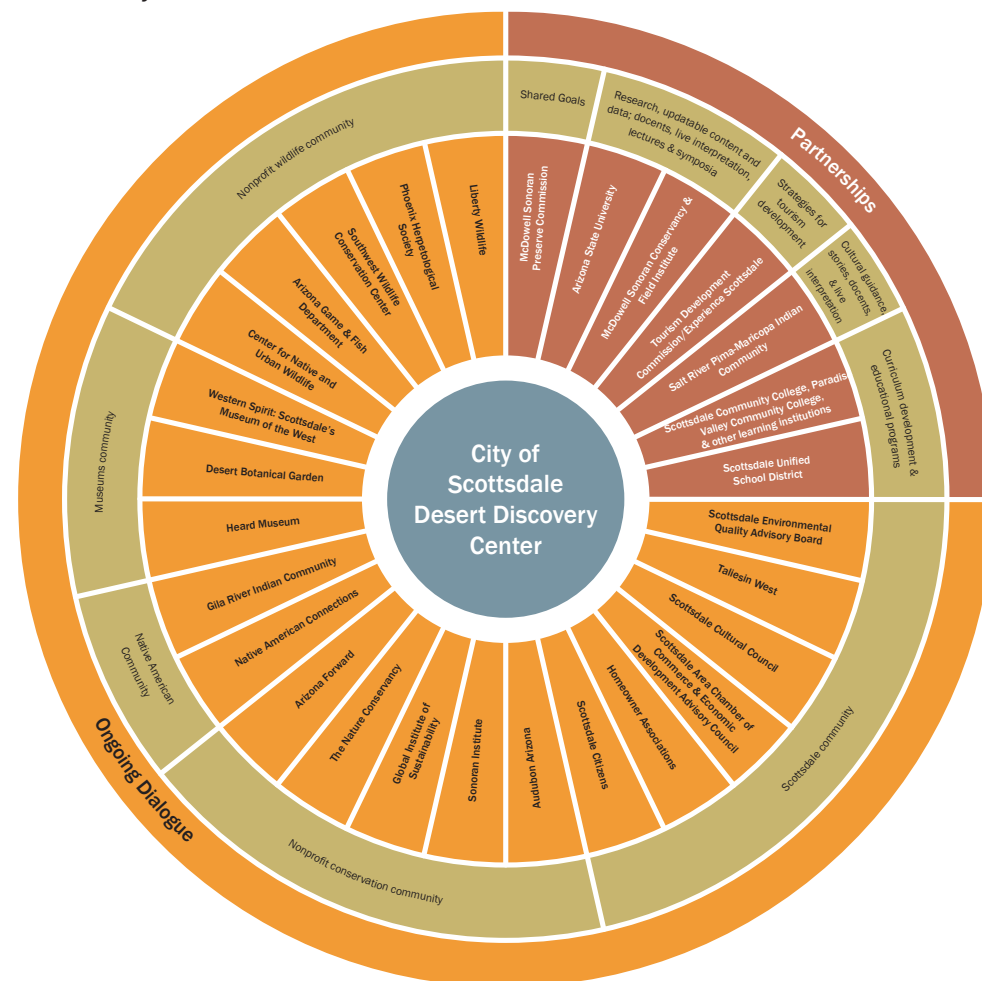 City of
Scottsdale
Desert Discovery
Center
Partnerships
Shared Goals
Research, updatable content and
data; docents, live interpretation,
lectures & symposia
Strategies for
tourism
development
Cultural guidance,
stories, docents,
& live
interpretation
Curriculum development &
educational programs
McDowell Sonoran
Preserve Commission
Arizona State University
McDowell Sonoran Conservancy &
Field Institute
Tourism Development
Commission/Experience Scottsdale
Salt River Pima-Maricopa Indian
Community
Scottsdale Community College, Paradis
Valley Community College,
& other learning institutions
Scottsdale Unified
School District
Scottsdale Environmental
Quality Advisory Board
Taliesin West
Scottsdale Cultural Council
Scottsdale Area Chamber of
Commerce & Economic
Development Advisory Council
Homeowner Associations
Scottsdale Citizens
Scottsdale community
Audubon Arizona
Sonoran Institute
Global Institute of
Sustainability
The Nature Conservancy
Arizona Forward
Nonprofit conservation community
Native American Connections
Gila River Indian Community
Native American
Community
Heard Museum
Desert Botanical Garden
Western Spirit: Scottsdale's
Museum of the West
Museums community
Center for Native and
Urban Wildlife
Arizona Game & Fish
Department
Southwest Wildlife
Conservation Center
Phoenix Herpetological
Society
Liberty Wildlife
Nonprofit wildlife community
Ongoing Dialogue